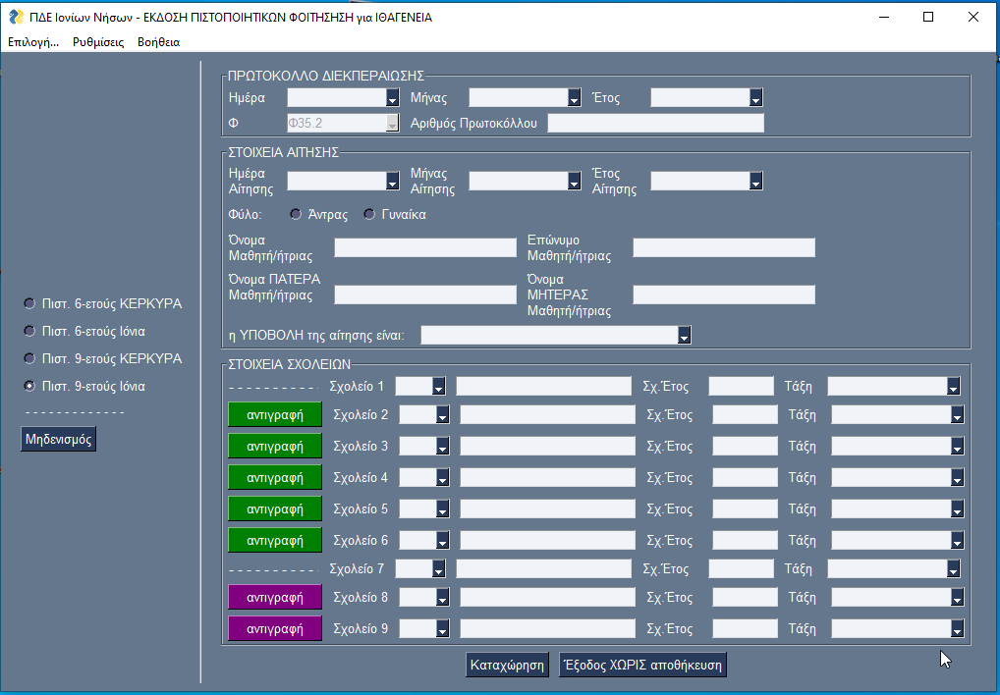 ΠΔΕ Ιονίων Νήσων - ΕΚΔΟΣΗ ΠΙΣΤΟΠΟΙΗΤΙΚΩΝ ΦΟΙΤΗΣΗΣΗ για ΙΘΑΓΕΝΕΙΑ
Επιλογή... Ρυθμίσεις Βοήθεια
Πιστ. 6-ετούς ΚΕΡΚΥΡΑ
Πιστ. 6-ετούς Ιόνια
Πιστ. 9-ετούς ΚΕΡΚΥΡΑ
Πιστ. 9-ετούς Ιόνια
- - - - - - - - - - - - -
Μηδενισμός
ΠΡΩΤΟΚΟΛΛΟ ΔΙΕΚΠΕΡΑΙΩΣΗΣ
Ημέρα Μήνας Έτος
Φ Φ35.2 Αριθμός Πρωτοκόλλου
ΣΤΟΙΧΕΙΑ ΑΙΤΗΣΗΣ
Ημέρα Αίτησης Μήνας Αίτησης Έτος Αίτησης
Φύλο: Άντρας Γυναίκα
Όνομα Μαθητή/ήτριας Επώνυμο Μαθητή/ήτριας
Όνομα ΠΑΤΕΡΑ Μαθητή/ήτριας Όνομα ΜΗΤΕΡΑΣ Μαθητή/ήτριας
η ΥΠΟΒΟΛΗ της αίτησης είναι:
ΣΤΟΙΧΕΙΑ ΣΧΟΛΕΙΩΝ
- - - - - - - - - - - - Σχολείο 1 Σχ.Έτος Τάξη
αντιγραφή Σχολείο 2 Σχ.Έτος Τάξη
αντιγραφή Σχολείο 3 Σχ.Έτος Τάξη
αντιγραφή Σχολείο 4 Σχ.Έτος Τάξη
αντιγραφή Σχολείο 5 Σχ.Έτος Τάξη
αντιγραφή Σχολείο 6 Σχ.Έτος Τάξη
- - - - - - - - - - - - Σχολείο 7 Σχ.Έτος Τάξη
αντιγραφή Σχολείο 8 Σχ.Έτος Τάξη
αντιγραφή Σχολείο 9 Σχ.Έτος Τάξη
Καταχώρηση Έξοδος ΧΩΡΙΣ αποθήκευση